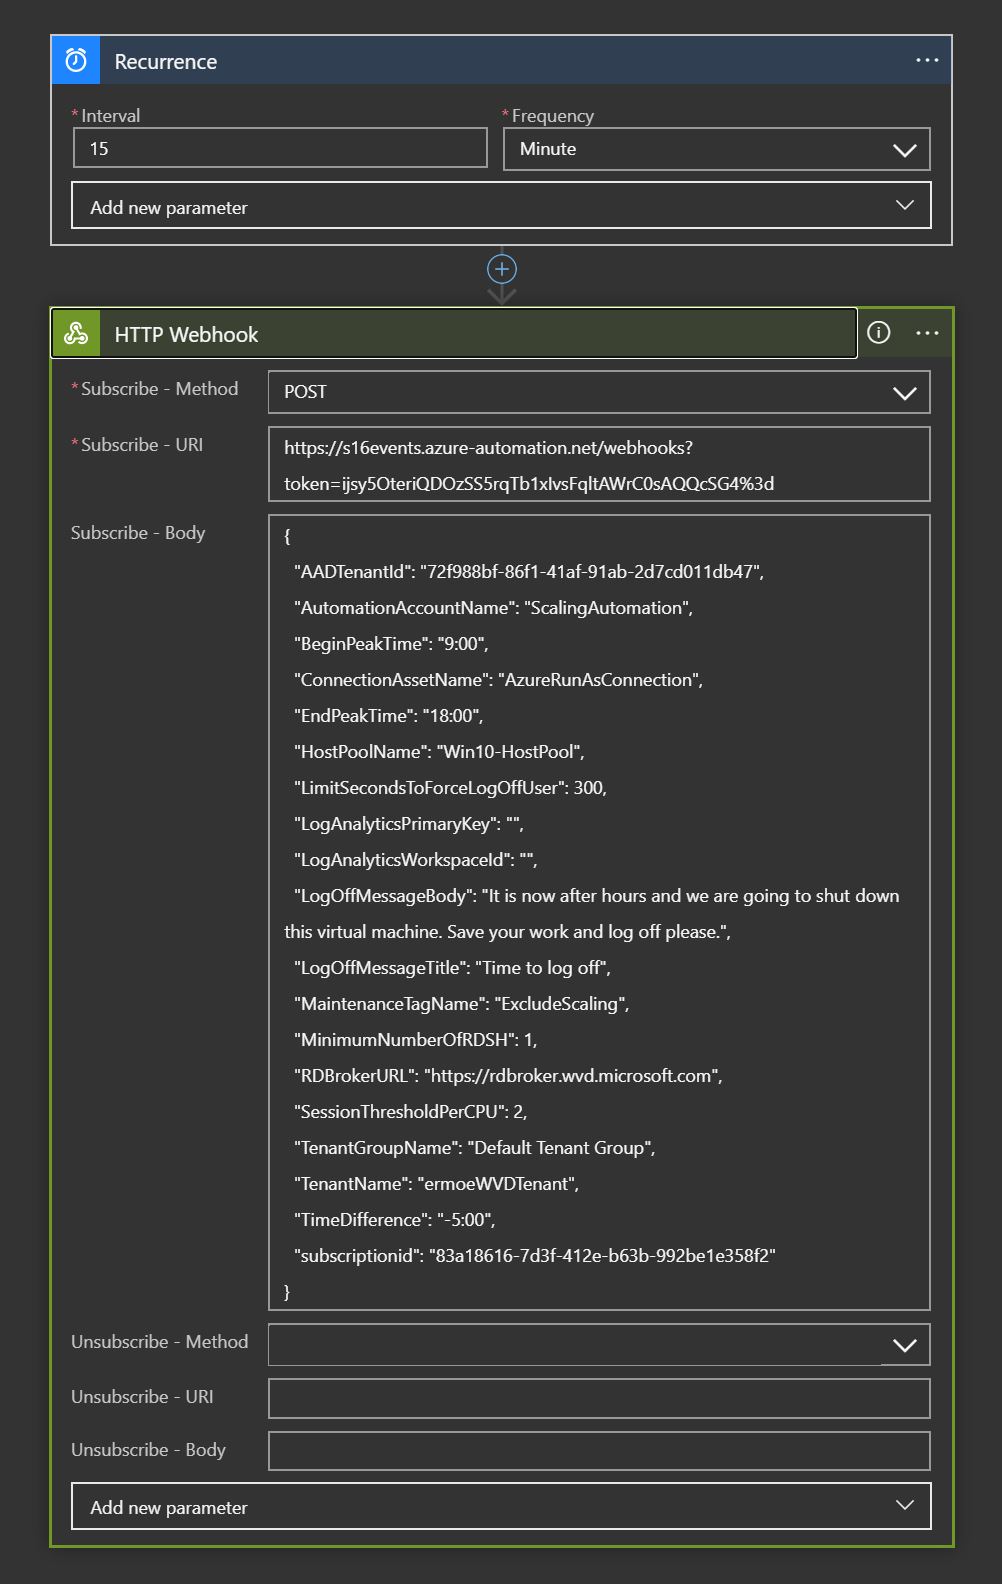 Recurrence
* Interval
* Frequency
15
Minute
Add new parameter
HTTP Webhook
* Subscribe - Method
POST
* Subscribe - URI
https://s16events.azure-automation.net/webhooks?
token=ijsy5OteriQDOzSS5rqTb1xIvsFqltAWrC0sAQQcSG4%3d
Subscribe - Body
{
"AADTenantId": "72f988bf-86f1-41af-91ab-2d7cd011db47",
"AutomationAccountName": "ScalingAutomation",
"BeginPeakTime": "9:00",
"ConnectionAssetName": "AzureRunAsConnection",
"EndPeakTime": "18:00",
"HostPoolName": "Win10-HostPool",
"LimitSecondsToForceLogOffUser": 300,
"LogAnalyticsPrimaryKey": "",
"LogAnalyticsWorkspaceId": "",
"LogOffMessageBody": "It is now after hours and we are going to shut down
this virtual machine. Save your work and log off please.",
"LogOffMessageTitle": "Time to log off",
"MaintenanceTagName": "ExcludeScaling",
"MinimumNumberOfRDSH": 1,
"RDBrokerURL": "https://rdbroker.wvd.microsoft.com",
"SessionThresholdPerCPU": 2,
"TenantGroupName": "Default Tenant Group",
"TenantName": "ermoeWVDTenant",
"TimeDifference": "-5:00",
"subscriptionid": "83a18616-7d3f-412e-b63b-992be1e358f2"
}
Unsubscribe - Method
Unsubscribe - URI
Unsubscribe - Body
Add new parameter